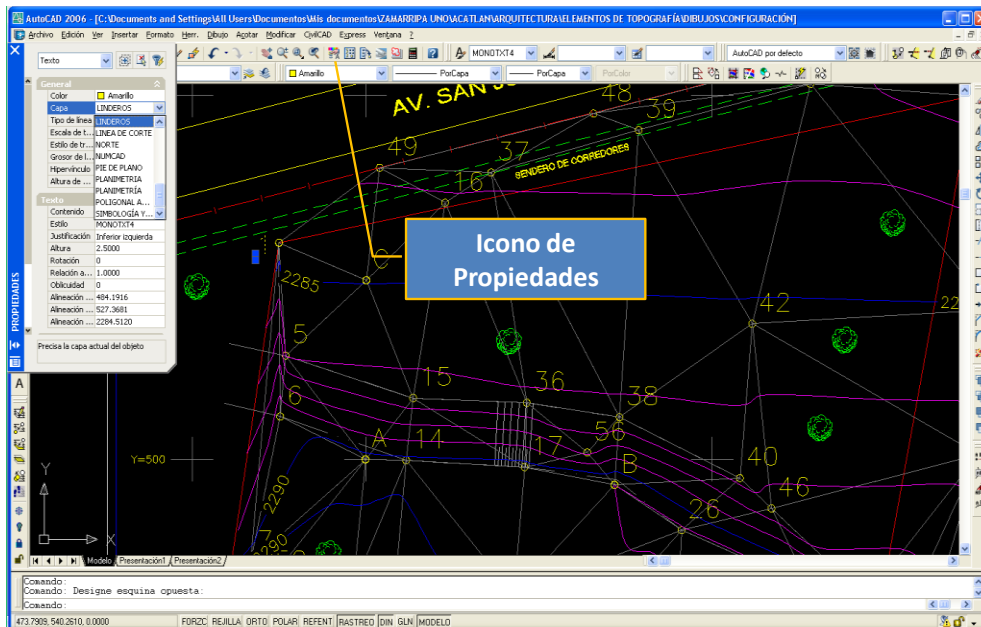 AutoCAD 2006 - [C:\Documents and Settings\All Users\Documentos\Mis documentos\ZAMARRIPA UNO\ACATLAN\ARQUITECTURA\ELEMENTOS DE TOPOGRAFÍA\DIBUJOS\CONFIGURACIÓN]
Archivo Edición Ver Insertar Formato Herr. Dibujo Acotar Modificar CivilCAD Express Ventana ?
Texto
MONOTXT4
AutoCAD por defecto
Amarillo
PorCapa
PorCapa
PorColor
General
Color Amarillo
Capa LINDEROS
Tipo de línea LINDEROS
Escala de t... LINEA DE CORTE
Estilo de tr... NORTE
Grosor de l... NUMCAD
Hipervínculo PIE DE PLANO
Altura de ... PLANIMETRIA
PLANIMETRÍA
Texto POLIGONAL A...
Contenido SIMBOLOGÍA Y...
Estilo MONOTXT4
Justificación Inferior izquierda
Altura 2.5000
Rotación 0
Relación a... 1.0000
Oblicuidad 0
Alineación ... 484.1916
Alineación ... 527.3681
Alineación ... 2284.5120
Precisa la capa actual del objeto
PROPIEDADES
AV. SAN
48
39
49
37
16
SENDERO DE CORREDORES
Icono de
Propiedades
2285
42
22
5
15
36
38
6
A
14
17
56
B
40
46
26
Y=500
2290
2290
7
Y
X
Modelo Presentación1 Presentación2
Comando:
Comando: Designe esquina opuesta:
Comando:
473.7909, 540.2610, 0.0000 FORZC REJILLA ORTO POLAR REFENT RASTREO DIN GLN MODELO